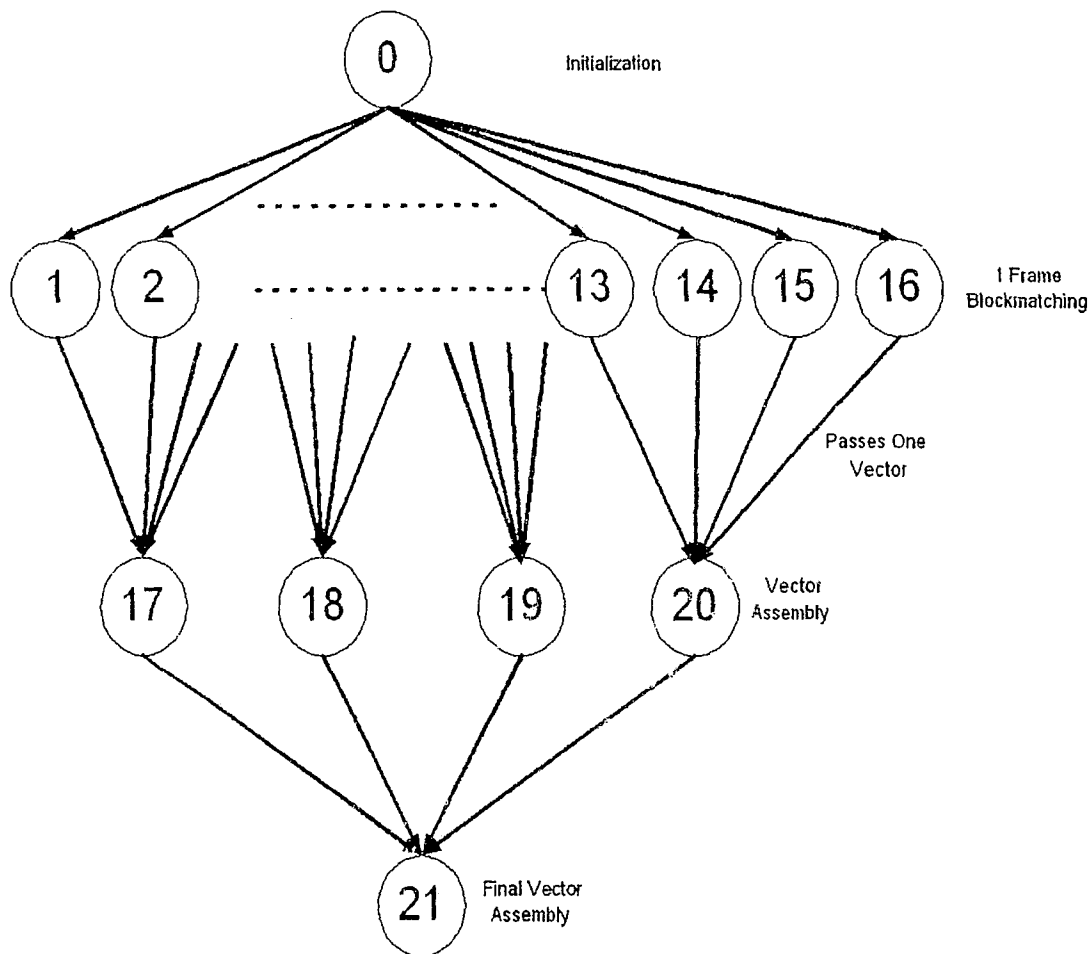 0
Initialization
1 2 13 14 15 16
1 Frame
Blockmatching
Passes One
Vector
17 18 19 20
Vector
Assembly
21
Final Vector
Assembly